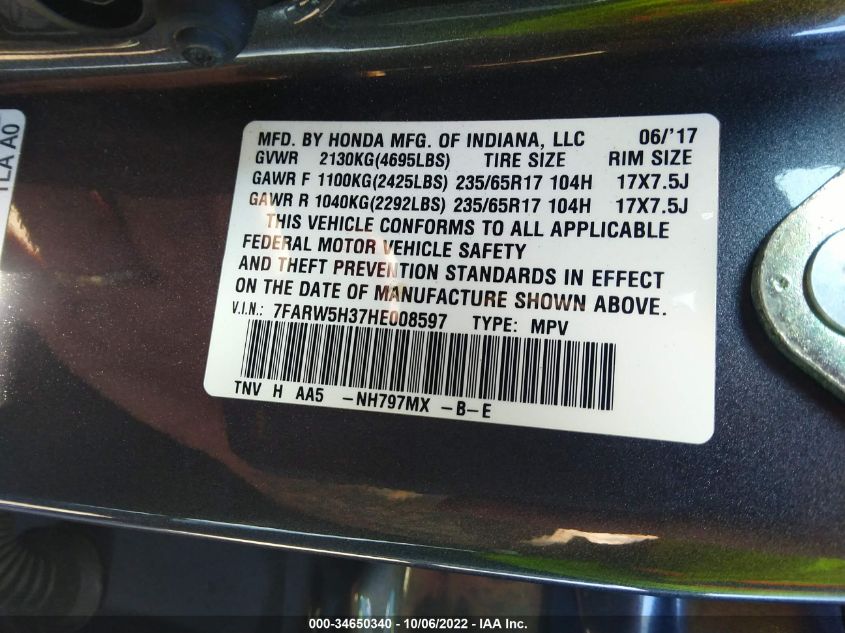 TLA A0
MFD. BY HONDA MFG. OF INDIANA, LLC 06/'17
GVWR 2130KG(4695LBS) TIRE SIZE RIM SIZE
GAWR F 1100KG(2425LBS) 235/65R17 104H 17X7.5J
GAWR R 1040KG(2292LBS) 235/65R17 104H 17X7.5J
THIS VEHICLE CONFORMS TO ALL APPLICABLE
FEDERAL MOTOR VEHICLE SAFETY
AND THEFT PREVENTION STANDARDS IN EFFECT
ON THE DATE OF MANUFACTURE SHOWN ABOVE.
V.I.N.: 7FARW5H37HE008597 TYPE: MPV
TNV H AA5 -NH797MX -B-E
000-34650340 - 10/06/2022 - IAA Inc.